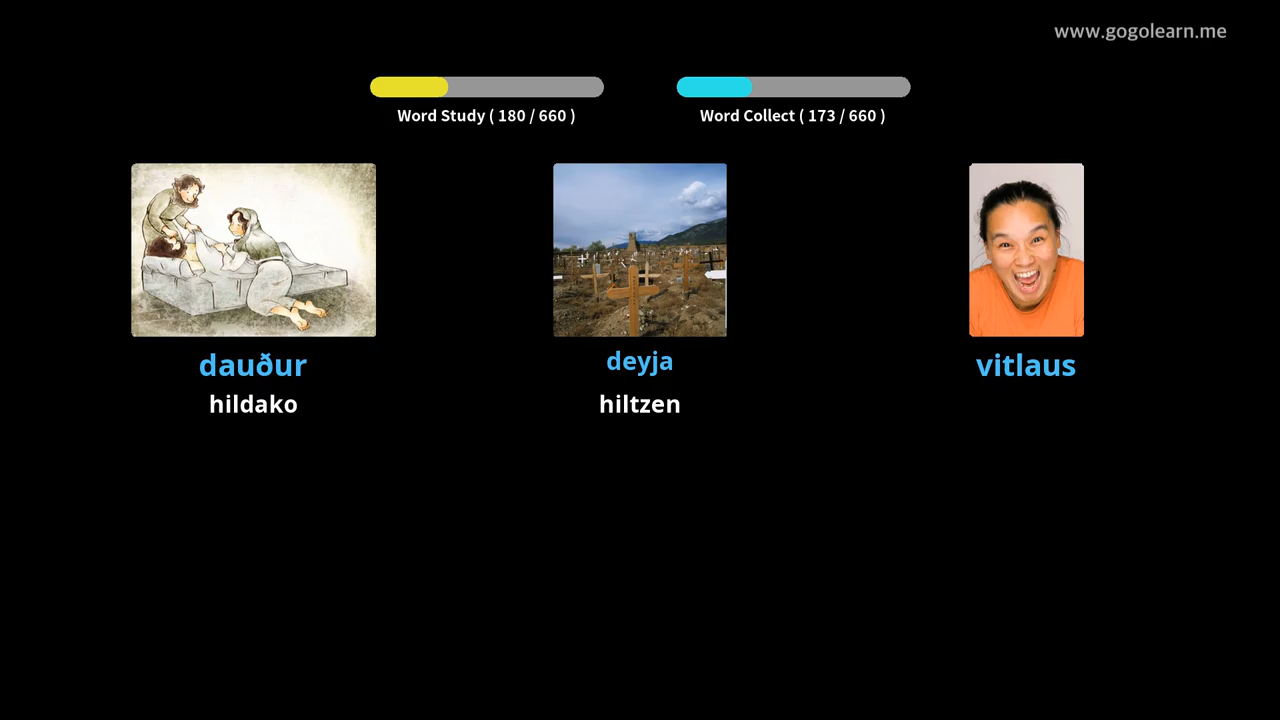 www.gogolearn.me
Word Study ( 180 / 660 )
Word Collect ( 173 / 660 )
dauður
deyja
vitlaus
hildako
hiltzen